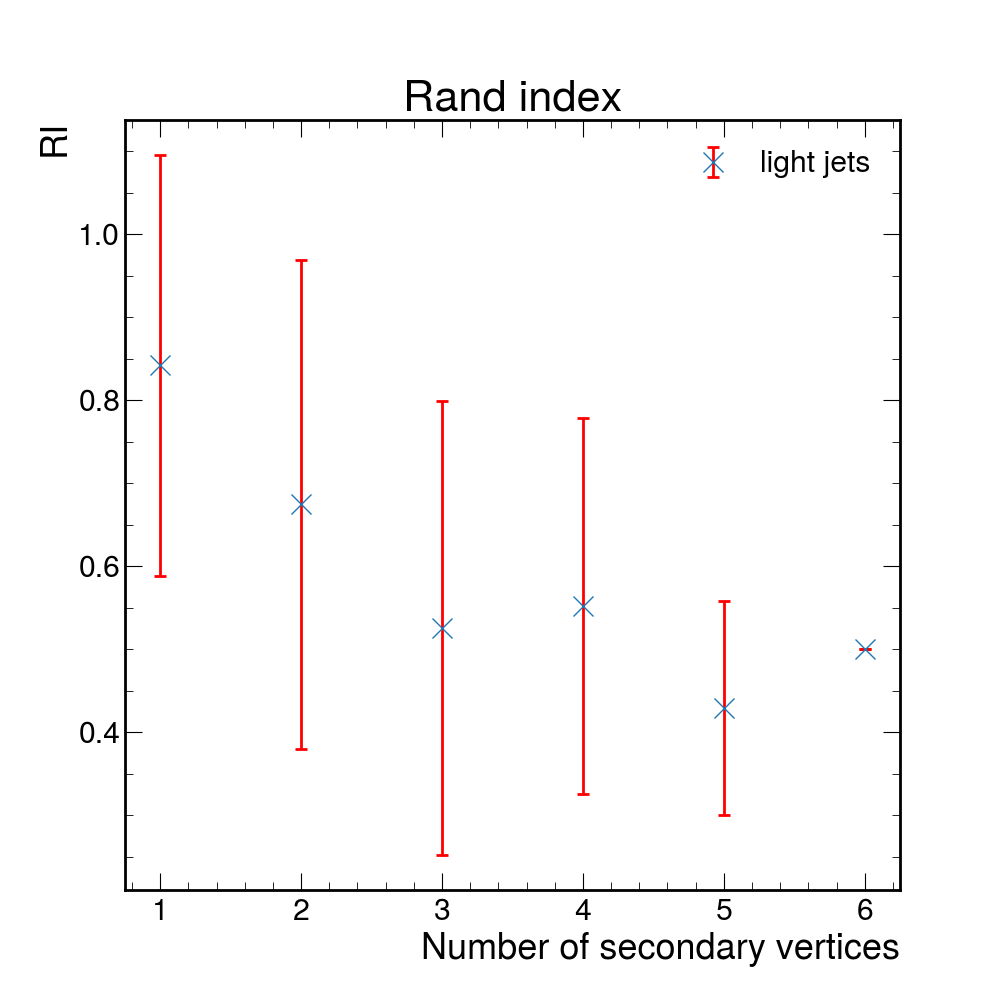 Rand index
RI
light jets
1.0
0.8
0.6
0.4
1 2 3 4 5 6
Number of secondary vertices